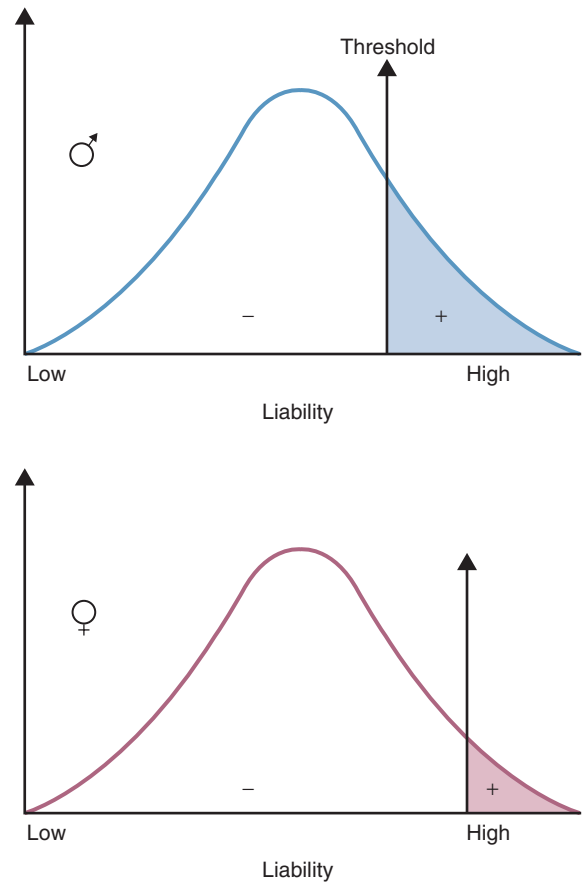 Threshold
♂
− +
Low High
Liability
♀
− +
Low High
Liability